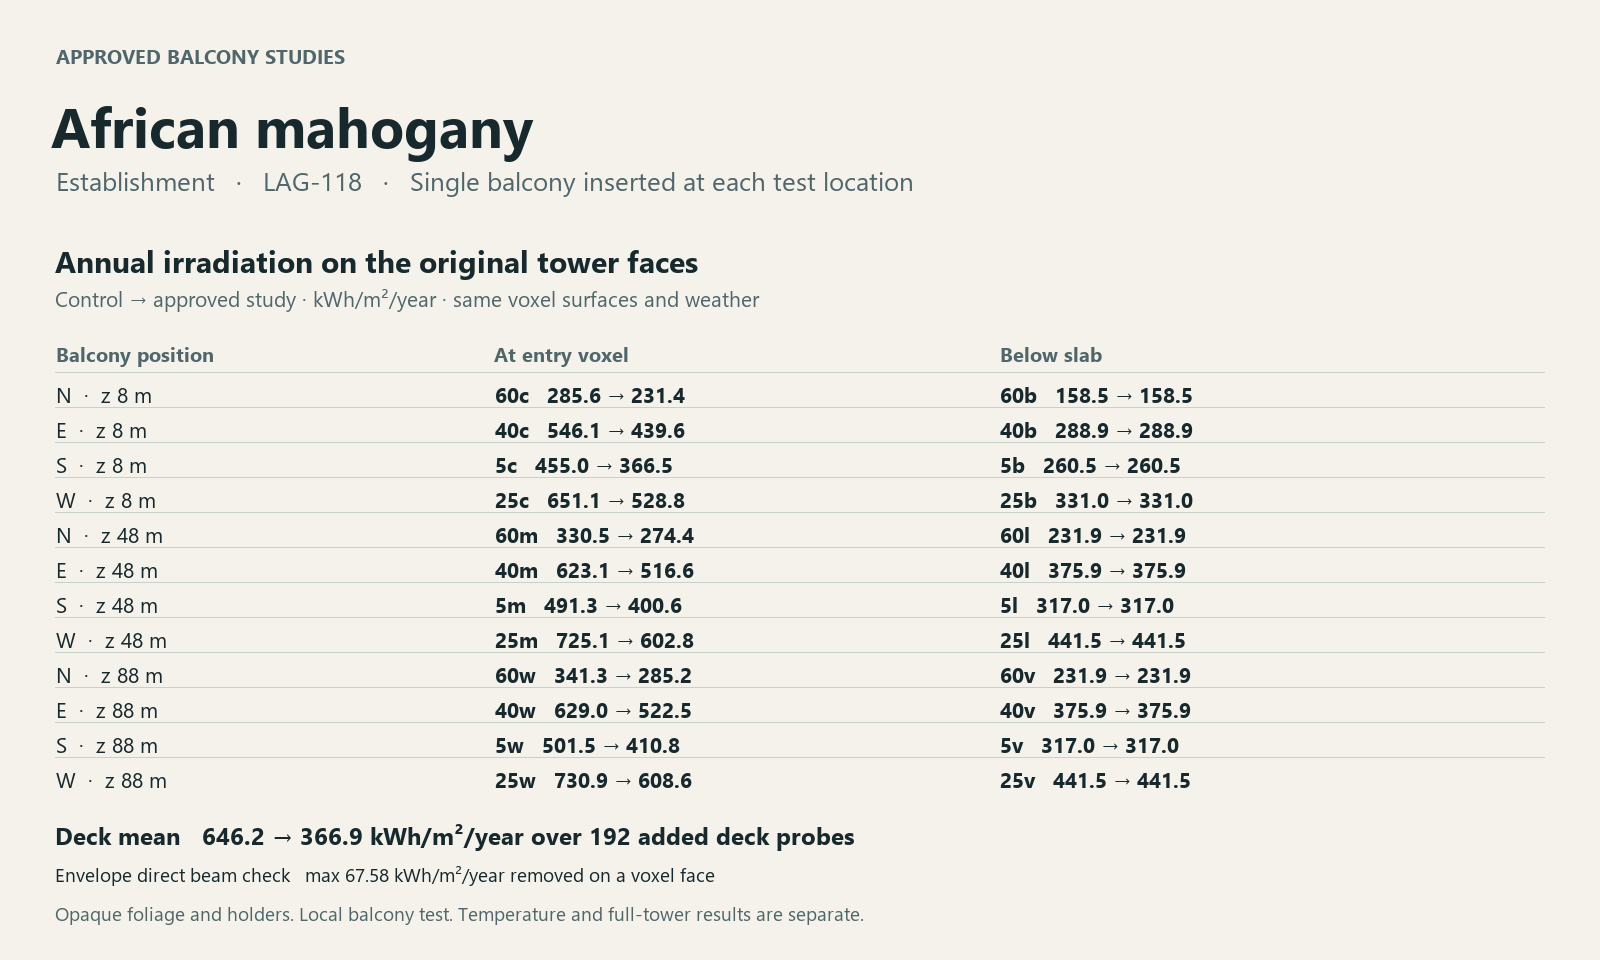 APPROVED BALCONY STUDIES
African mahogany
Establishment · LAG-118 · Single balcony inserted at each test location
Annual irradiation on the original tower faces
Control → approved study · kWh/m²/year · same voxel surfaces and weather
Balcony position At entry voxel Below slab
N · z 8 m 60c 285.6 → 231.4 60b 158.5 → 158.5
E · z 8 m 40c 546.1 → 439.6 40b 288.9 → 288.9
S · z 8 m 5c 455.0 → 366.5 5b 260.5 → 260.5
W · z 8 m 25c 651.1 → 528.8 25b 331.0 → 331.0
N · z 48 m 60m 330.5 → 274.4 60l 231.9 → 231.9
E · z 48 m 40m 623.1 → 516.6 40l 375.9 → 375.9
S · z 48 m 5m 491.3 → 400.6 5l 317.0 → 317.0
W · z 48 m 25m 725.1 → 602.8 25l 441.5 → 441.5
N · z 88 m 60w 341.3 → 285.2 60v 231.9 → 231.9
E · z 88 m 40w 629.0 → 522.5 40v 375.9 → 375.9
S · z 88 m 5w 501.5 → 410.8 5v 317.0 → 317.0
W · z 88 m 25w 730.9 → 608.6 25v 441.5 → 441.5
Deck mean 646.2 → 366.9 kWh/m²/year over 192 added deck probes
Envelope direct beam check max 67.58 kWh/m²/year removed on a voxel face
Opaque foliage and holders. Local balcony test. Temperature and full-tower results are separate.